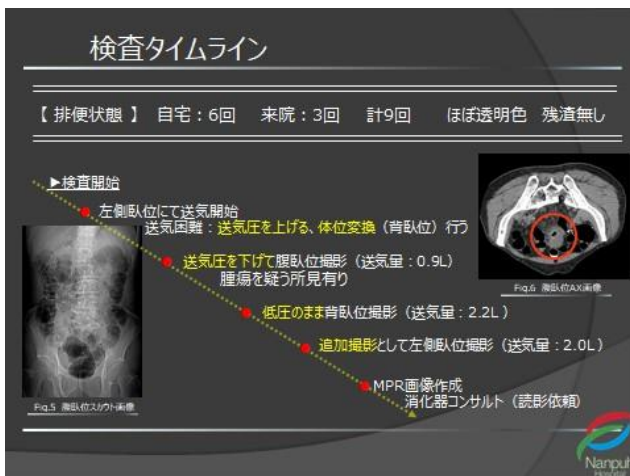 検査タイムライン
【 排便状態 】 自宅：6回 来院：3回 計9回 ほぼ透明色 残渣無し
▶検査開始
左側臥位にて送気開始
送気困難：送気圧を上げる、体位変換（背臥位）行う
送気圧を下げて腹臥位撮影（送気量：0.9L）
腫瘍を疑う所見有り
Fig.6 腹臥位AX画像
低圧のまま背臥位撮影（送気量：2.2L ）
追加撮影として左側臥位撮影（送気量：2.0L）
MPR画像作成
消化器コンサルト（読影依頼）
Fig.5 腹臥位スカウト画像
Nanpuh
Hospital